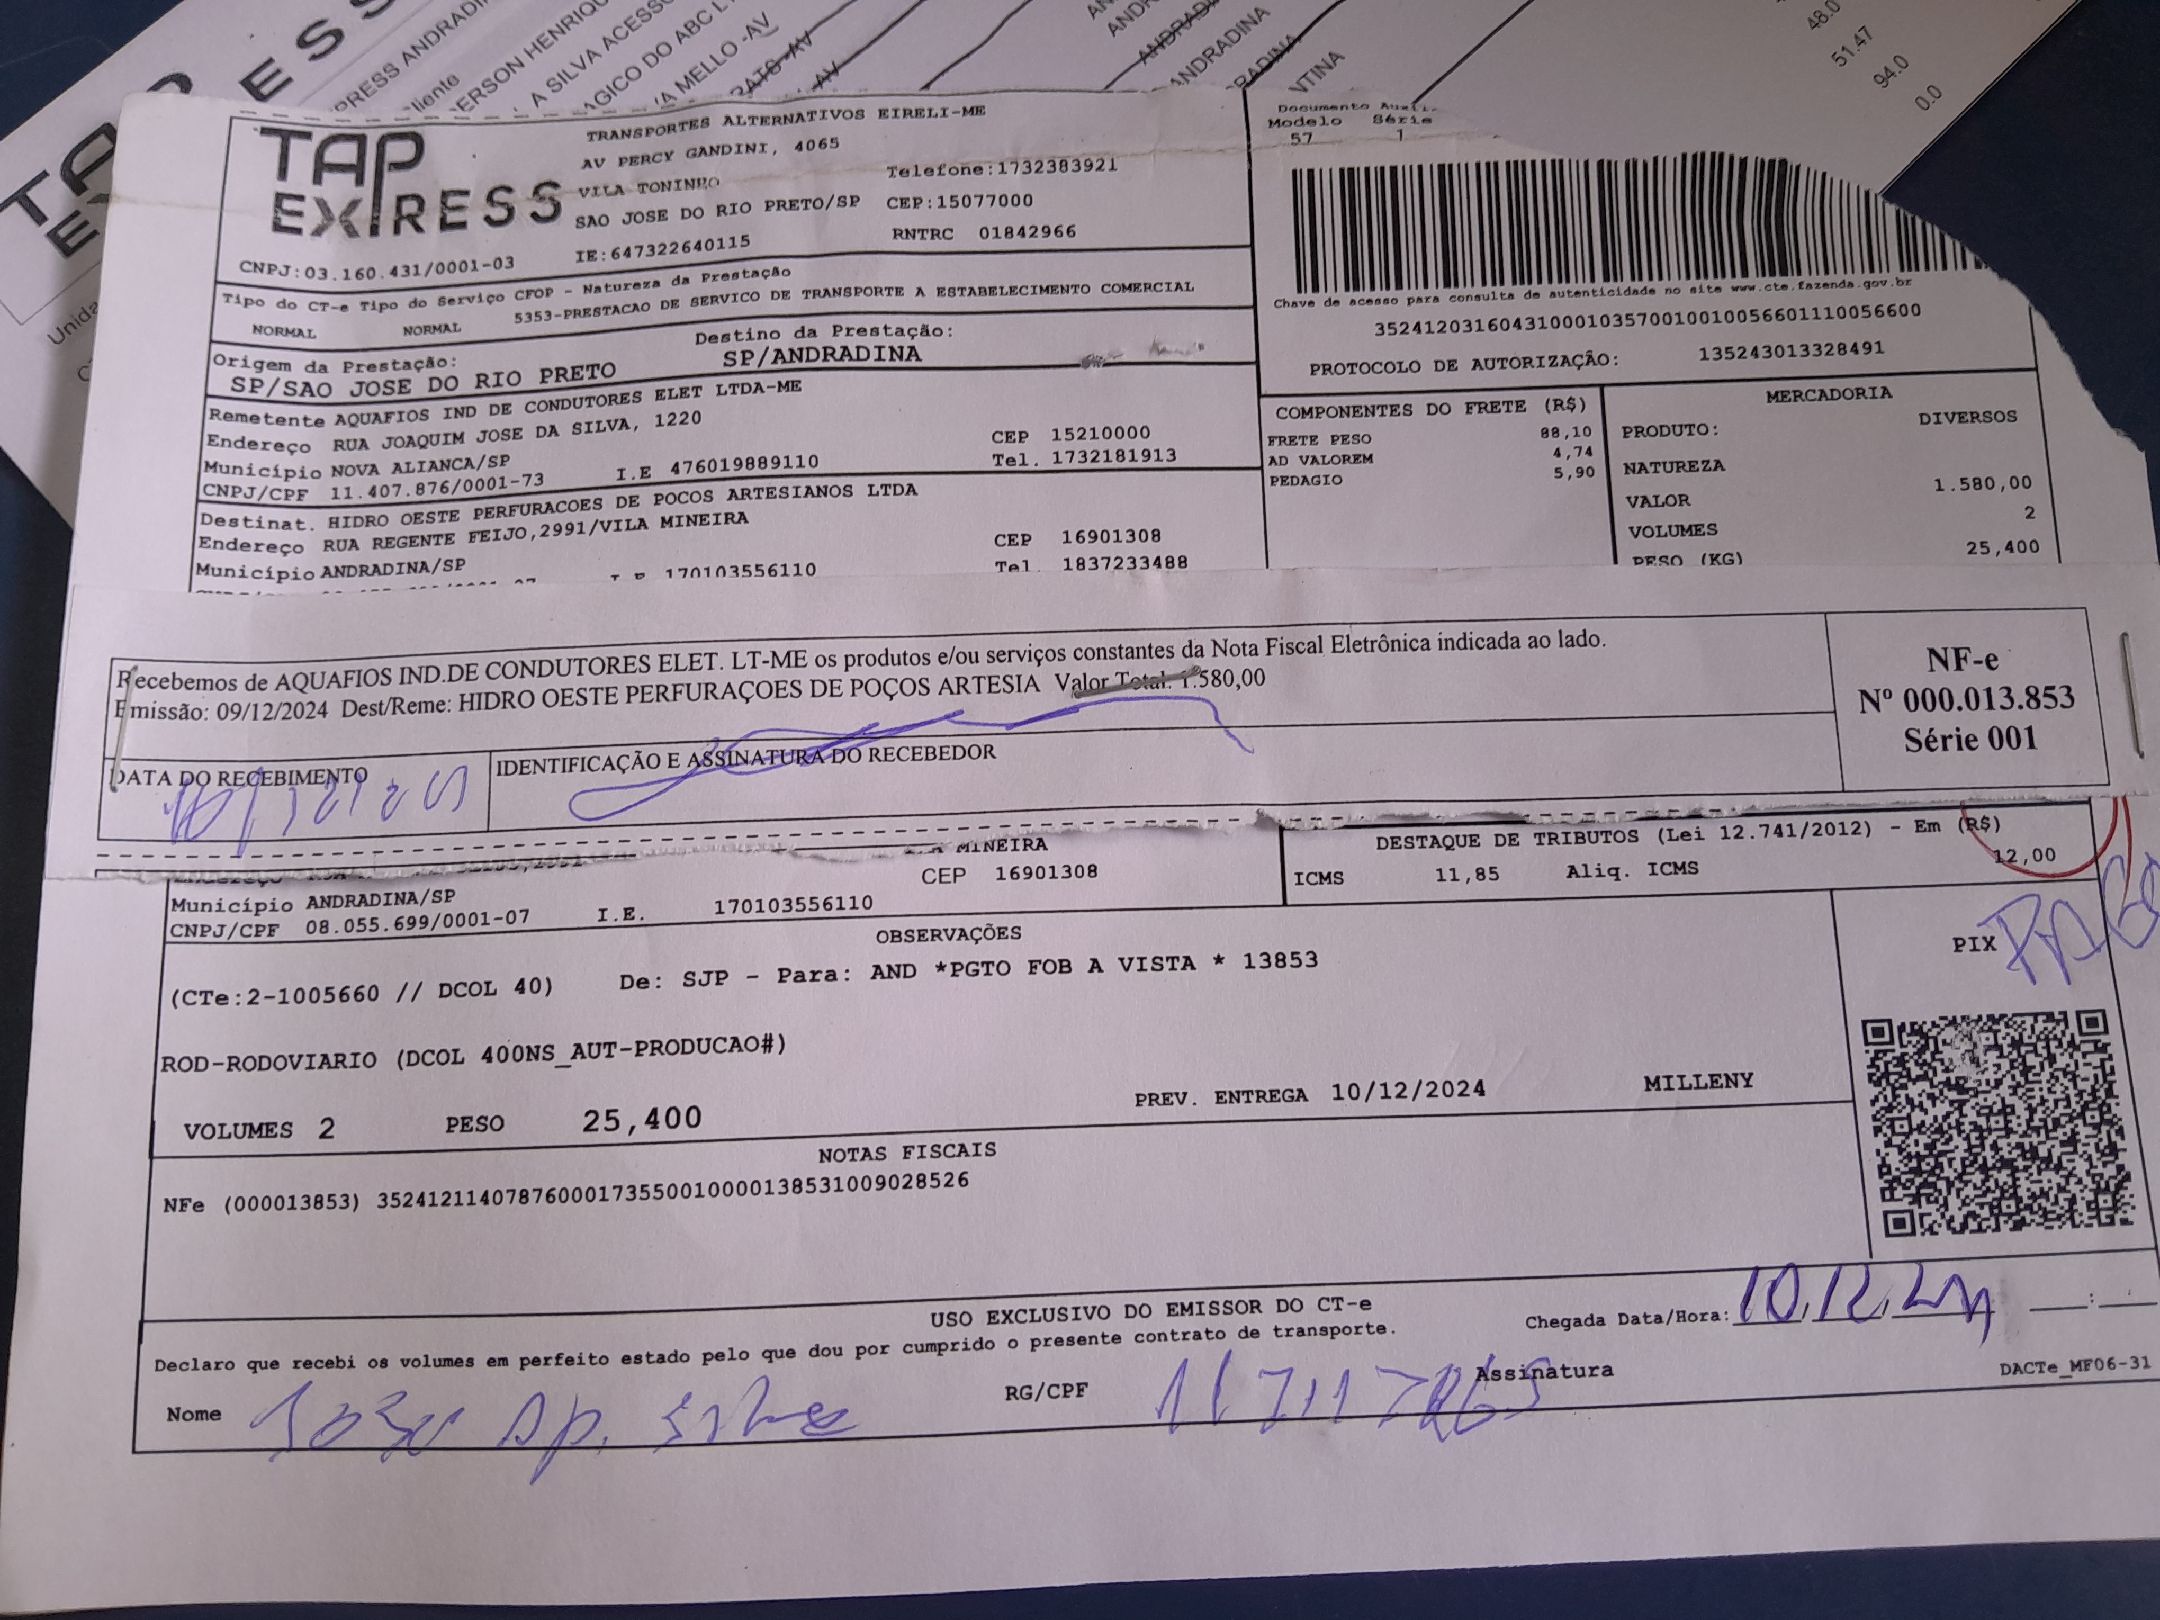 TAP EXPRESS
TRANSPORTES ALTERNATIVOS EIRELI-ME
AV PERCY GANDINI, 4065
VILA TONINHO
Telefone:1732383921
SAO JOSE DO RIO PRETO/SP
CEP:15077000
CNPJ:03.160.431/0001-03
IE:647322640115
RNTRC 01842966
Tipo do CT-e Tipo do Serviço CFOP - Natureza da Prestação
NORMAL NORMAL 5353-PRESTACAO DE SERVICO DE TRANSPORTE A ESTABELECIMENTO COMERCIAL
Origem da Prestação:
Destino da Prestação:
SP/SAO JOSE DO RIO PRETO
SP/ANDRADINA
Remetente AQUAFIOS IND DE CONDUTORES ELET LTDA-ME
Endereço RUA JOAQUIM JOSE DA SILVA, 1220
CEP 15210000
Município NOVA ALIANCA/SP
Tel. 1732181913
CNPJ/CPF 11.407.876/0001-73
I.E 476019889110
Destinat. HIDRO OESTE PERFURACOES DE POCOS ARTESIANOS LTDA
Endereço RUA REGENTE FEIJO,2991/VILA MINEIRA
CEP 16901308
Município ANDRADINA/SP
170103556110
Tel. 1837233488
Documento
Modelo Série
57 1
Chave de acesso para consulta de autenticidade no site www.cte.fazenda.gov.br
35241203160431000103570010010056601110056600
PROTOCOLO DE AUTORIZAÇÃO: 135243013328491
COMPONENTES DO FRETE (R$)
FRETE PESO 88,10
AD VALOREM 4,74
PEDAGIO 5,90
MERCADORIA
PRODUTO: DIVERSOS
NATUREZA
VALOR 1.580,00
VOLUMES 2
PESO (KG) 25,400
Recebemos de AQUAFIOS IND.DE CONDUTORES ELET. LT-ME os produtos e/ou serviços constantes da Nota Fiscal Eletrônica indicada ao lado.
Emissão: 09/12/2024 Dest/Reme: HIDRO OESTE PERFURAÇOES DE POÇOS ARTESIA Valor Total: 1.580,00
DATA DO RECEBIMENTO
IDENTIFICAÇÃO E ASSINATURA DO RECEBEDOR
NF-e
Nº 000.013.853
Série 001
MINEIRA
CEP 16901308
Município ANDRADINA/SP
CNPJ/CPF 08.055.699/0001-07
I.E. 170103556110
DESTAQUE DE TRIBUTOS (Lei 12.741/2012) - Em (R$)
ICMS 11,85 Aliq. ICMS 12,00
OBSERVAÇÕES
(CTe:2-1005660 // DCOL 40) De: SJP - Para: AND *PGTO FOB A VISTA * 13853
ROD-RODOVIARIO (DCOL 400NS_AUT-PRODUCAO#)
VOLUMES 2 PESO 25,400
PREV. ENTREGA 10/12/2024
MILLENY
PIX
PAGO
NOTAS FISCAIS
NFe (000013853) 35241211407876000173550010000138531009028526
USO EXCLUSIVO DO EMISSOR DO CT-e
Declaro que recebi os volumes em perfeito estado pelo que dou por cumprido o presente contrato de transporte.
Chegada Data/Hora: 10.12.24
Nome
RG/CPF
Assinatura
DACTe_MF06-31